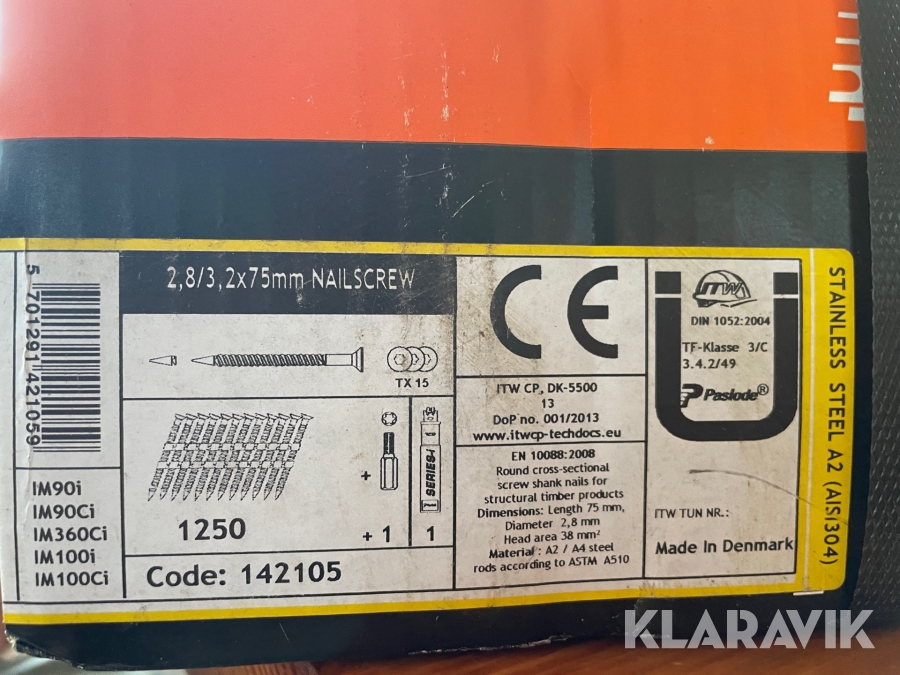 5 701291 421059
IM90i
IM90Ci
IM360Ci
IM100i
IM100Ci
2,8/3,2x75mm NAILSCREW
TX 15
SERIES-i
+
1250
+ 1
1
Code: 142105
CE
ITW CP, DK-5500
13
DoP no. 001/2013
www.itwcp-techdocs.eu
EN 10088:2008
Round cross-sectional
screw shank nails for
structural timber products
Dimensions: Length 75 mm,
Diameter 2,8 mm
Head area 38 mm²
Material : A2 / A4 steel
rods according to ASTM A510
ITW
DIN 1052:2004
TF-Klasse 3/C
3.4.2/49
Paslode®
ITW TUN NR.:
Made In Denmark
STAINLESS STEEL A2 (AISI304)
KLARAVIK